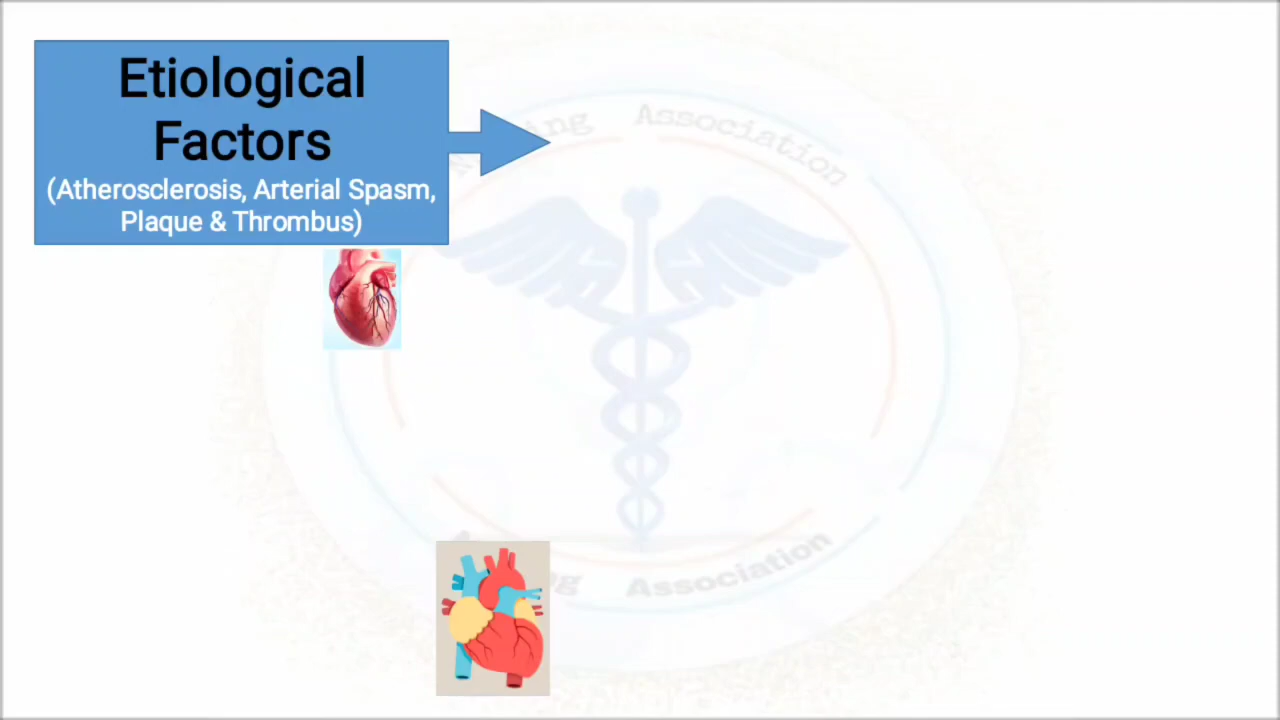 Etiological
Factors
(Atherosclerosis, Arterial Spasm,
Plaque & Thrombus)
Association
Association